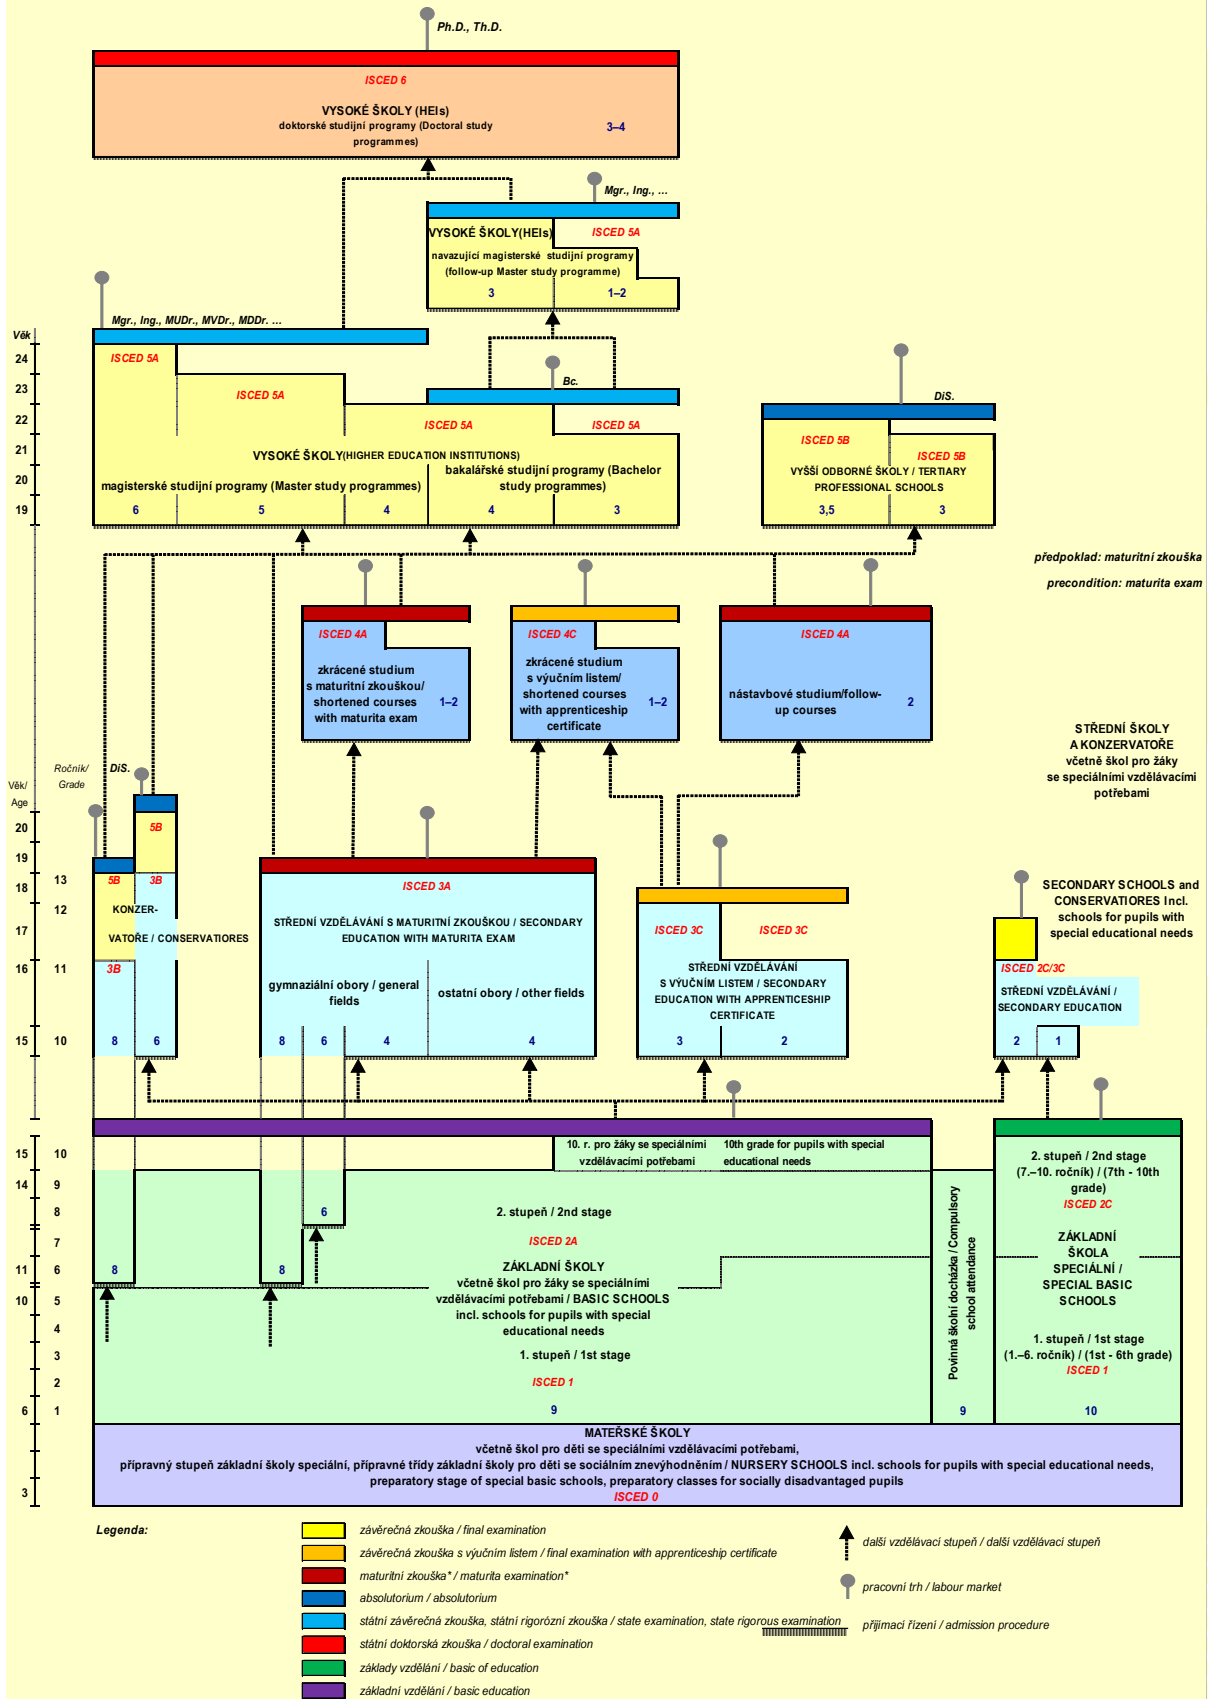 Ph.D., Th.D.
ISCED 6
VYSOKÉ ŠKOLY (HEIs)
doktorské studijní programy (Doctoral study
programmes)
3–4
Mgr., Ing., ...
VYSOKÉ ŠKOLY(HEIs)
ISCED 5A
navazující magisterské studijní programy
(follow-up Master study programme)
3
1–2
Mgr., Ing., MUDr., MVDr., MDDr. ...
Věk
24
ISCED 5A
23
ISCED 5A
Bc.
DiS.
22
ISCED 5A
ISCED 5A
ISCED 5B
21
VYSOKÉ ŠKOLY(HIGHER EDUCATION INSTITUTIONS)
ISCED 5B
20
magisterské studijní programy (Master study programmes)
bakalářské studijní programy (Bachelor
study programmes)
VYŠŠÍ ODBORNÉ ŠKOLY / TERTIARY
PROFESSIONAL SCHOOLS
19
6
5
4
4
3
3,5
3
předpoklad: maturitní zkouška
precondition: maturita exam
ISCED 4A
zkrácené studium
s maturitní zkouškou/
shortened courses
with maturita exam
1–2
ISCED 4C
zkrácené studium
s výučním listem/
shortened courses
with apprenticeship
certificate
1–2
ISCED 4A
nástavbové studium/follow-
up courses
2
STŘEDNÍ ŠKOLY
A KONZERVATOŘE
včetně škol pro žáky
se speciálními vzdělávacími
potřebami
Věk/
Age
Ročník/
Grade
DiS.
20
5B
19
18
13
5B
3B
ISCED 3A
SECONDARY SCHOOLS and
CONSERVATIORES Incl.
schools for pupils with
special educational needs
12
KONZER-
17
VATOŘE / CONSERVATIORES
STŘEDNÍ VZDĚLÁVÁNÍ S MATURITNÍ ZKOUŠKOU / SECONDARY
EDUCATION WITH MATURITA EXAM
ISCED 3C
ISCED 3C
16
11
3B
gymnaziální obory / general
fields
ostatní obory / other fields
STŘEDNÍ VZDĚLÁVÁNÍ
S VÝUČNÍM LISTEM / SECONDARY
EDUCATION WITH APPRENTICESHIP
CERTIFICATE
ISCED 2C/3C
STŘEDNÍ VZDĚLÁVÁNÍ /
SECONDARY EDUCATION
15
10
8
6
8
6
4
4
3
2
2
1
15
10
10. r. pro žáky se speciálními
vzdělávacími potřebami
10th grade for pupils with special
educational needs
2. stupeň / 2nd stage
(7.–10. ročník) / (7th - 10th
grade)
ISCED 2C
14
9
8
6
2. stupeň / 2nd stage
7
ISCED 2A
11
6
8
8
ZÁKLADNÍ ŠKOLY
včetně škol pro žáky se speciálními
vzdělávacími potřebami / BASIC SCHOOLS
incl. schools for pupils with special
educational needs
Povinná školní docházka / Compulsory
school attendance
ZÁKLADNÍ
ŠKOLA
SPECIÁLNÍ /
SPECIAL BASIC
SCHOOLS
10
5
4
3
1. stupeň / 1st stage
1. stupeň / 1st stage
(1.–6. ročník) / (1st - 6th grade)
ISCED 1
2
ISCED 1
6
1
9
9
10
MATEŘSKÉ ŠKOLY
včetně škol pro děti se speciálními vzdělávacími potřebami,
přípravný stupeň základní školy speciální, přípravné třídy základní školy pro děti se sociálním znevýhodněním / NURSERY SCHOOLS incl. schools for pupils with special educational needs,
preparatory stage of special basic schools, preparatory classes for socially disadvantaged pupils
3
ISCED 0
Legenda:
závěrečná zkouška / final examination
závěrečná zkouška s výučním listem / final examination with apprenticeship certificate
maturitní zkouška* / maturita examination*
absolutorium / absolutorium
státní závěrečná zkouška, státní rigorózní zkouška / state examination, state rigorous examination
státní doktorská zkouška / doctoral examination
základy vzdělání / basic of education
základní vzdělání / basic education
další vzdělávací stupeň / další vzdělávací stupeň
pracovní trh / labour market
přijímací řízení / admission procedure